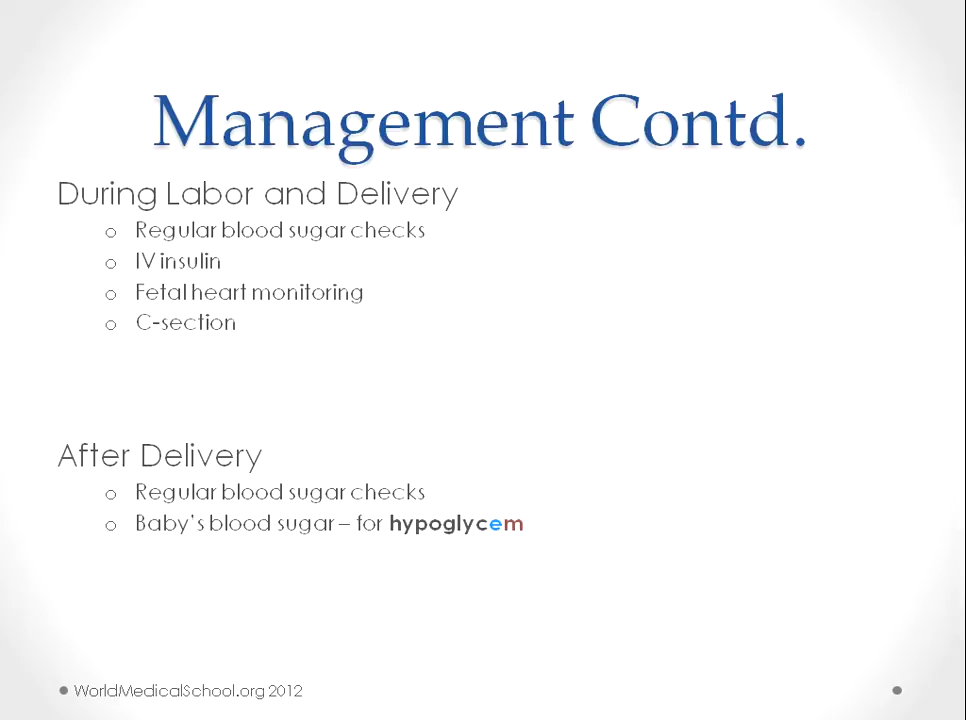 Management Contd.
During Labor and Delivery
o Regular blood sugar checks
o IV insulin
o Fetal heart monitoring
o C-section
After Delivery
o Regular blood sugar checks
o Baby's blood sugar – for hypoglycem
• WorldMedicalSchool.org 2012